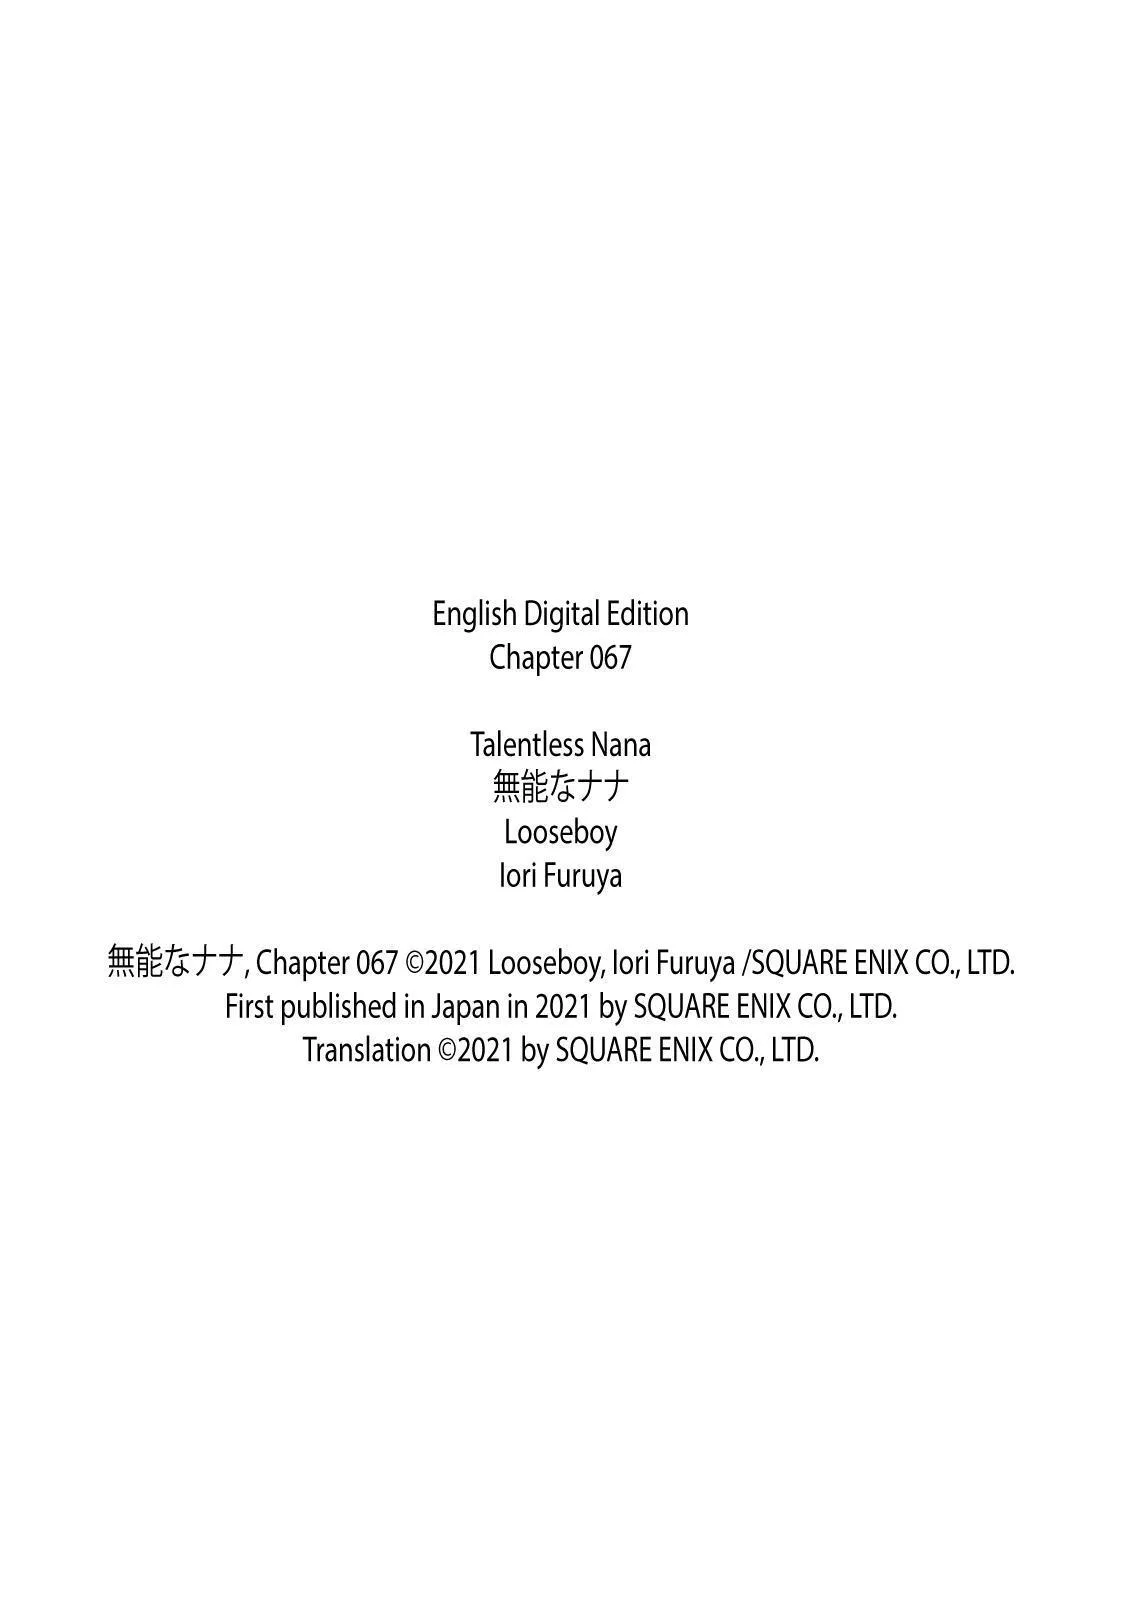 English Digital Edition
Chapter 067
Talentless Nana
無能なナナ
Looseboy
Iori Furuya
無能なナナ, Chapter 067 ©2021 Looseboy, Iori Furuya /SQUARE ENIX CO., LTD.
First published in Japan in 2021 by SQUARE ENIX CO., LTD.
Translation ©2021 by SQUARE ENIX CO., LTD.